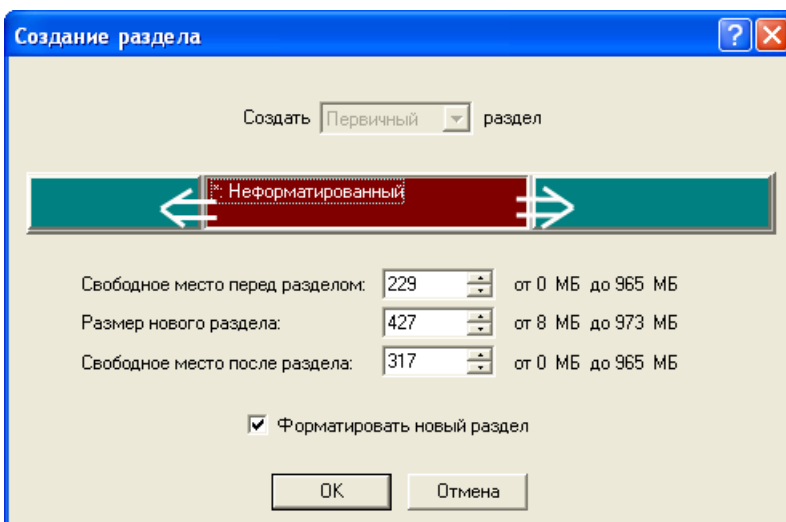 Создание раздела
Создать Первичный раздел
*: Неформатированный
Свободное место перед разделом: 229 от 0 МБ до 965 МБ
Размер нового раздела: 427 от 8 МБ до 973 МБ
Свободное место после раздела: 317 от 0 МБ до 965 МБ
Форматировать новый раздел
OK Отмена